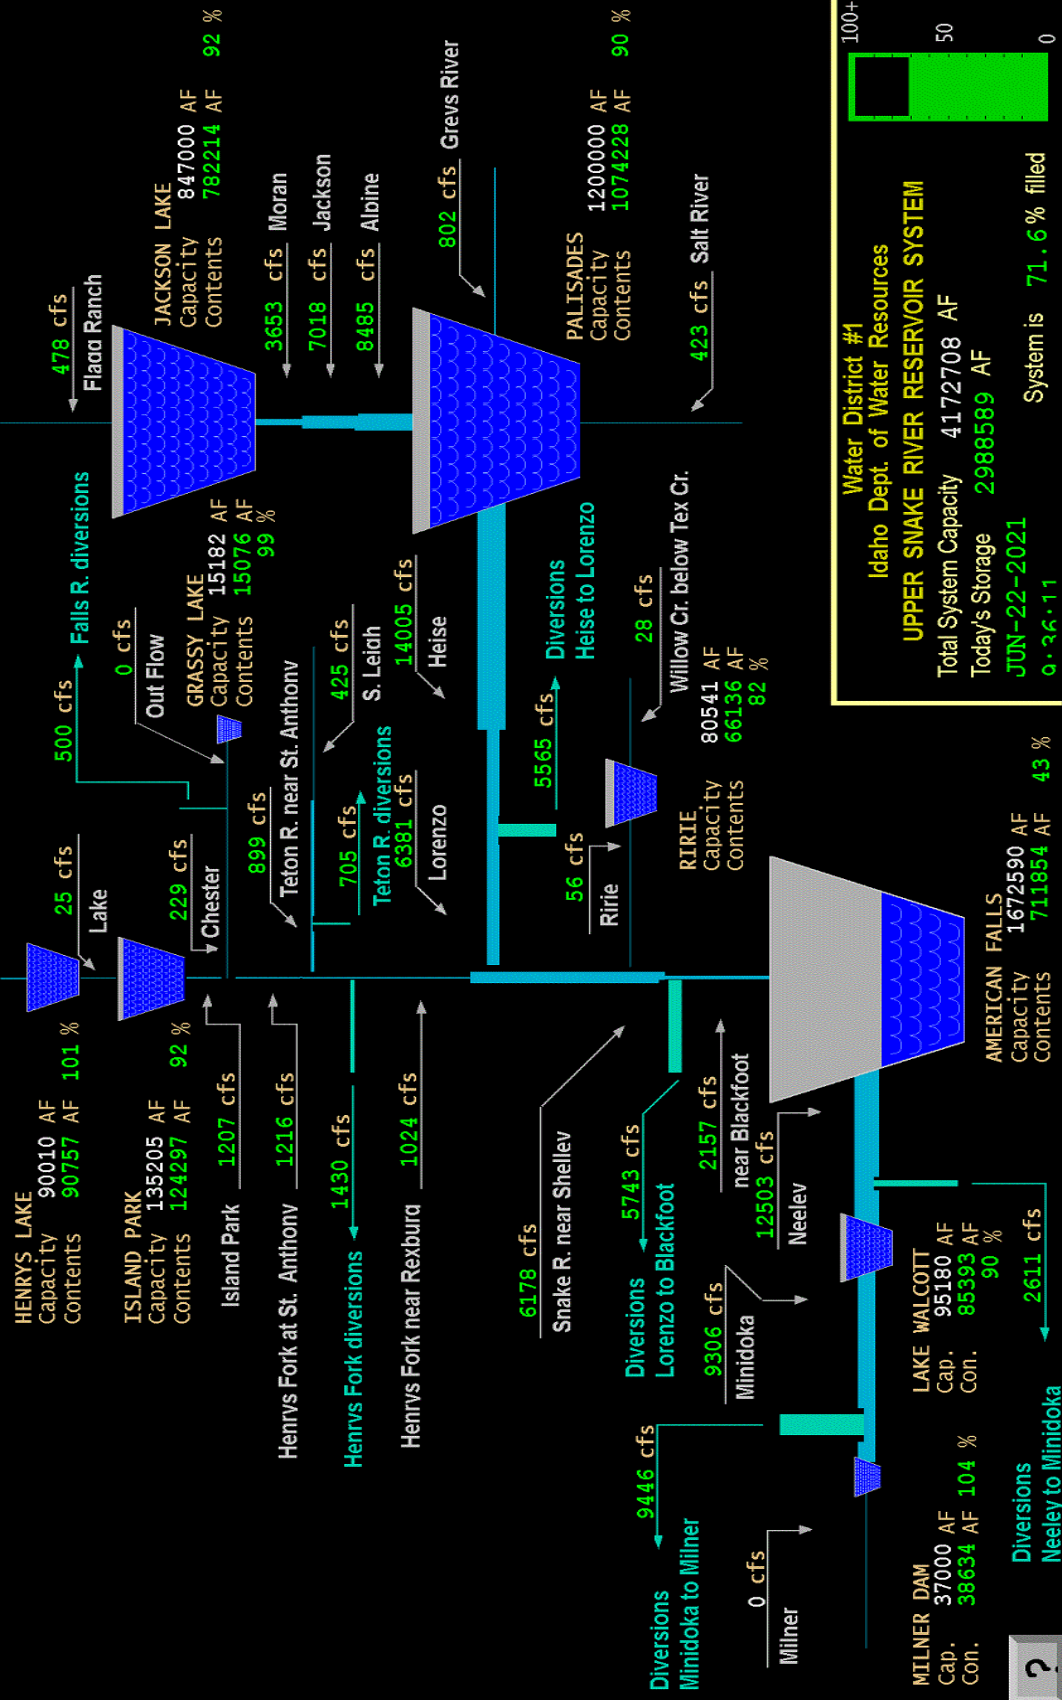 HENRYS LAKE
Capacity 90010 AF
Contents 90757 AF 101 %
25 cfs
Lake
ISLAND PARK
Capacity 135205 AF
Contents 124297 AF 92 %
1207 cfs
Island Park
229 cfs
Chester
500 cfs
Falls R. diversions
0 cfs
Out Flow
GRASSY LAKE
Capacity 15182 AF
Contents 15076 AF
99 %
478 cfs
Flagg Ranch
JACKSON LAKE
Capacity 847000 AF
Contents 782214 AF 92 %
3653 cfs Moran
7018 cfs Jackson
8485 cfs Alpine
802 cfs Greys River
PALISADES
Capacity 1200000 AF
Contents 1074228 AF 90 %
423 cfs Salt River
1216 cfs
Henrys Fork at St. Anthony
899 cfs
Teton R. near St. Anthony
425 cfs
S. Leigh
705 cfs
Teton R. diversions
1430 cfs
Henrys Fork diversions
1024 cfs
Henrys Fork near Rexburg
6381 cfs
Lorenzo
14005 cfs
Heise
5565 cfs
Diversions
Heise to Lorenzo
28 cfs
Willow Cr. below Tex Cr.
56 cfs
Ririe
RIRIE
Capacity 80541 AF
Contents 66136 AF
82 %
6178 cfs
Snake R. near Shelley
5743 cfs
Diversions
Lorenzo to Blackfoot
2157 cfs
near Blackfoot
12503 cfs
Neeley
AMERICAN FALLS
Capacity 1672590 AF
Contents 711854 AF 43 %
9306 cfs
Minidoka
LAKE WALCOTT
Cap. 95180 AF
Con. 85393 AF
90 %
2611 cfs
Diversions
Neeley to Minidoka
9446 cfs
Diversions
Minidoka to Milner
0 cfs
Milner
MILNER DAM
Cap. 37000 AF
Con. 38634 AF 104 %
?
Water District #1
Idaho Dept. of Water Resources
UPPER SNAKE RIVER RESERVOIR SYSTEM
Total System Capacity 4172708 AF
Today's Storage 2988589 AF
JUN-22-2021 System is 71.6 % filled
9:36:11
100+
50
0